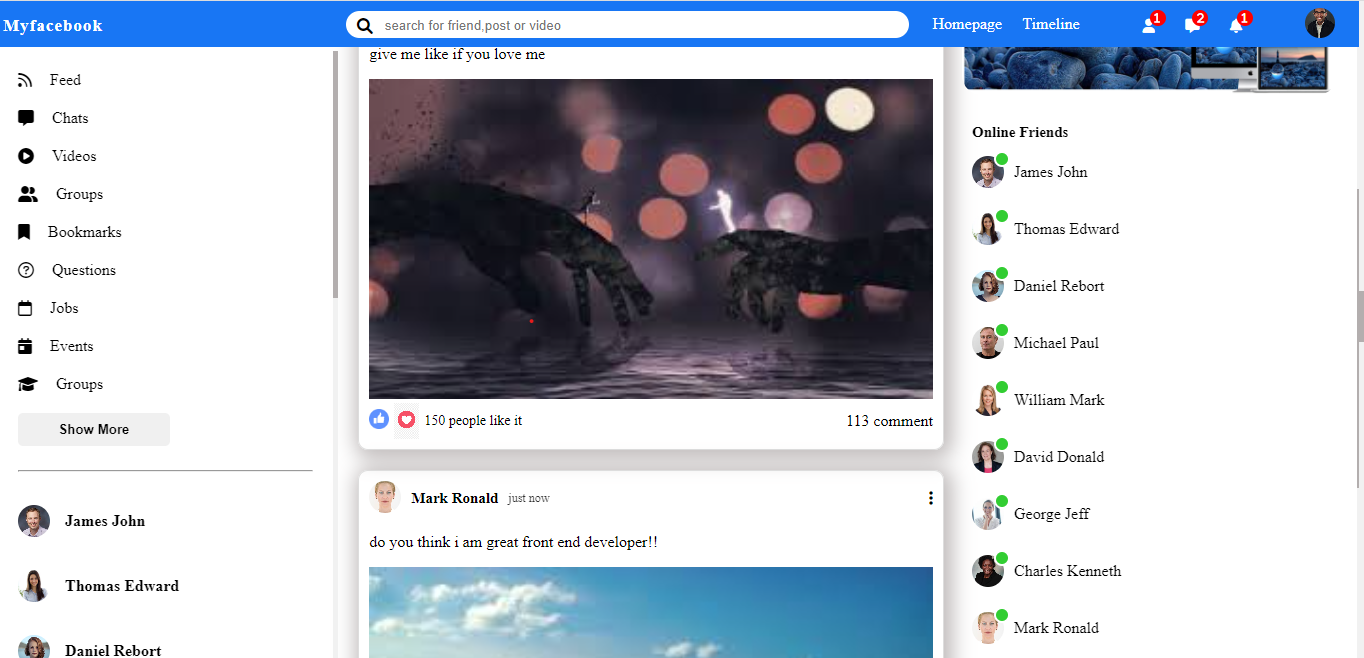 Myfacebook
search for friend,post or video
Homepage
Timeline
1
2
1
Feed
Chats
Videos
Groups
Bookmarks
Questions
Jobs
Events
Groups
Show More
James John
Thomas Edward
Daniel Rebort
give me like if you love me
150 people like it
113 comment
Mark Ronald just now
do you think i am great front end developer!!
Online Friends
James John
Thomas Edward
Daniel Rebort
Michael Paul
William Mark
David Donald
George Jeff
Charles Kenneth
Mark Ronald